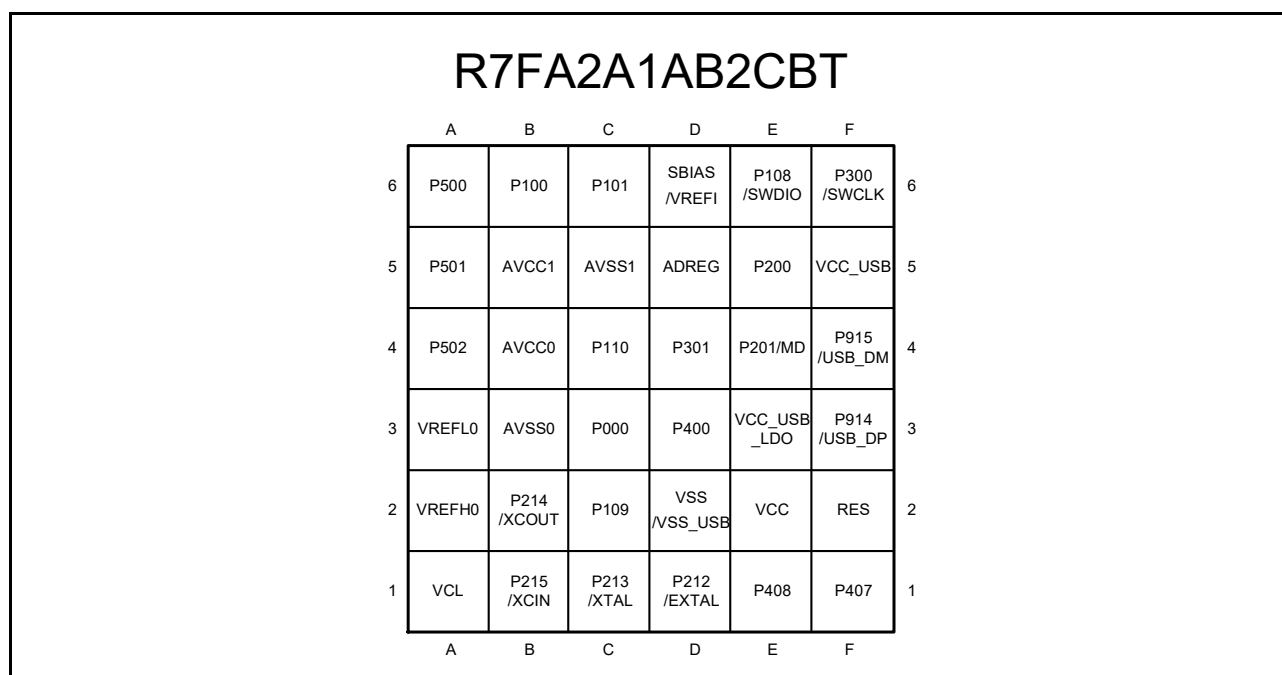 R7FA2A1AB2CBT
A B C D E F
6 P500 P100 P101 SBIAS /VREFI P108 /SWDIO P300 /SWCLK 6
5 P501 AVCC1 AVSS1 ADREG P200 VCC_USB 5
4 P502 AVCC0 P110 P301 P201/MD P915 /USB_DM 4
3 VREFL0 AVSS0 P000 P400 VCC_USB _LDO P914 /USB_DP 3
2 VREFH0 P214 /XCOUT P109 VSS /VSS_USB VCC RES 2
1 VCL P215 /XCIN P213 /XTAL P212 /EXTAL P408 P407 1
A B C D E F